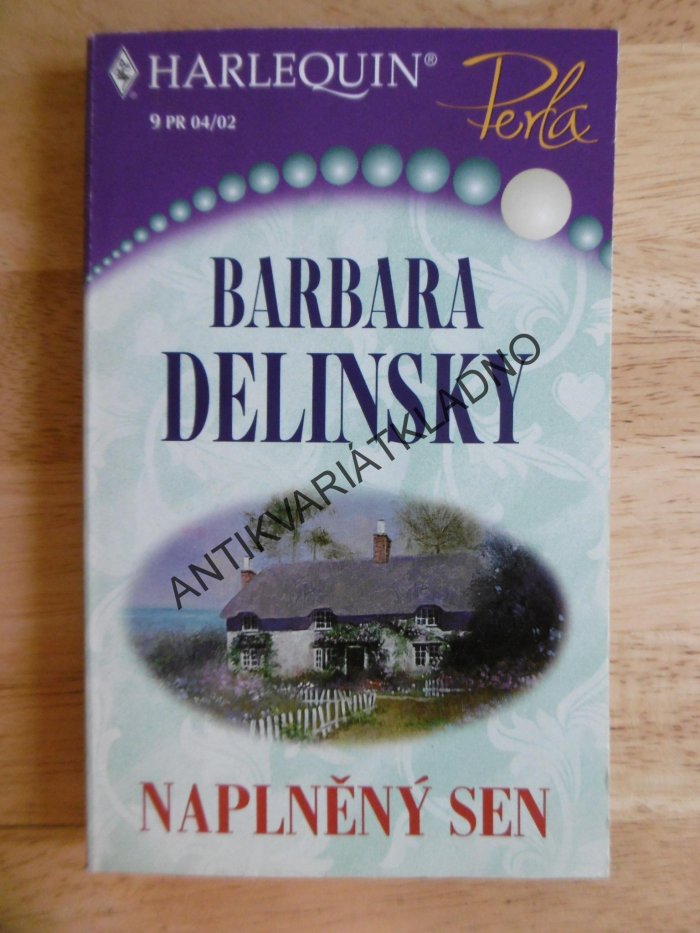 HARLEQUIN®
Perla
9 PR 04/02
BARBARA
DELINSKY
ANTIKVARIÁTKLADNO
NAPLNĚNÝ SEN